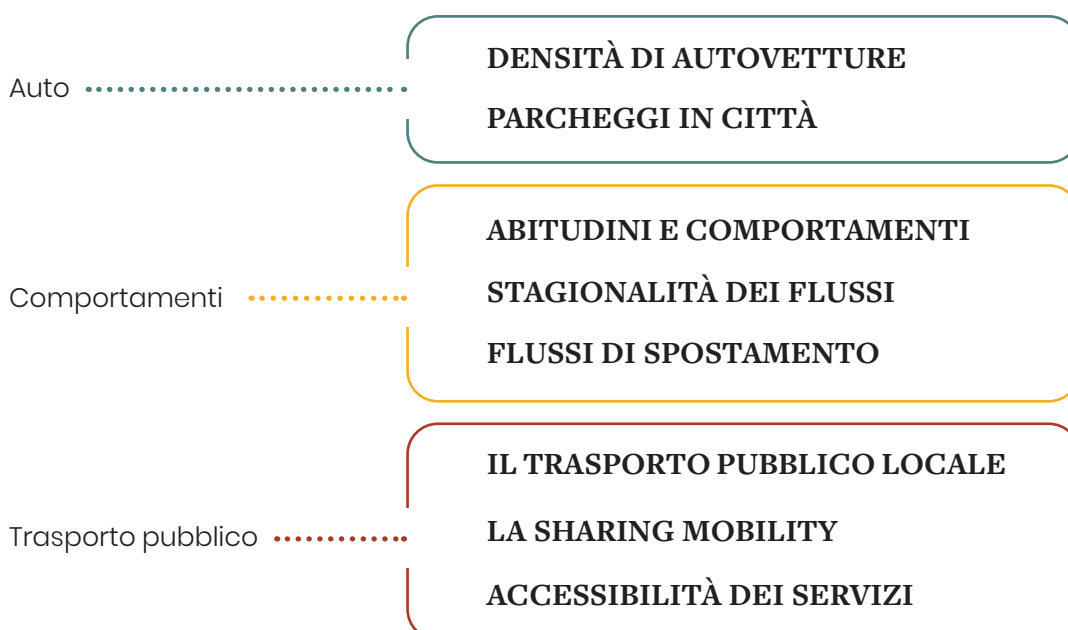 Auto
DENSITÀ DI AUTOVETTURE
PARCHEGGI IN CITTÀ
Comportamenti
ABITUDINI E COMPORTAMENTI
STAGIONALITÀ DEI FLUSSI
FLUSSI DI SPOSTAMENTO
Trasporto pubblico
IL TRASPORTO PUBBLICO LOCALE
LA SHARING MOBILITY
ACCESSIBILITÀ DEI SERVIZI